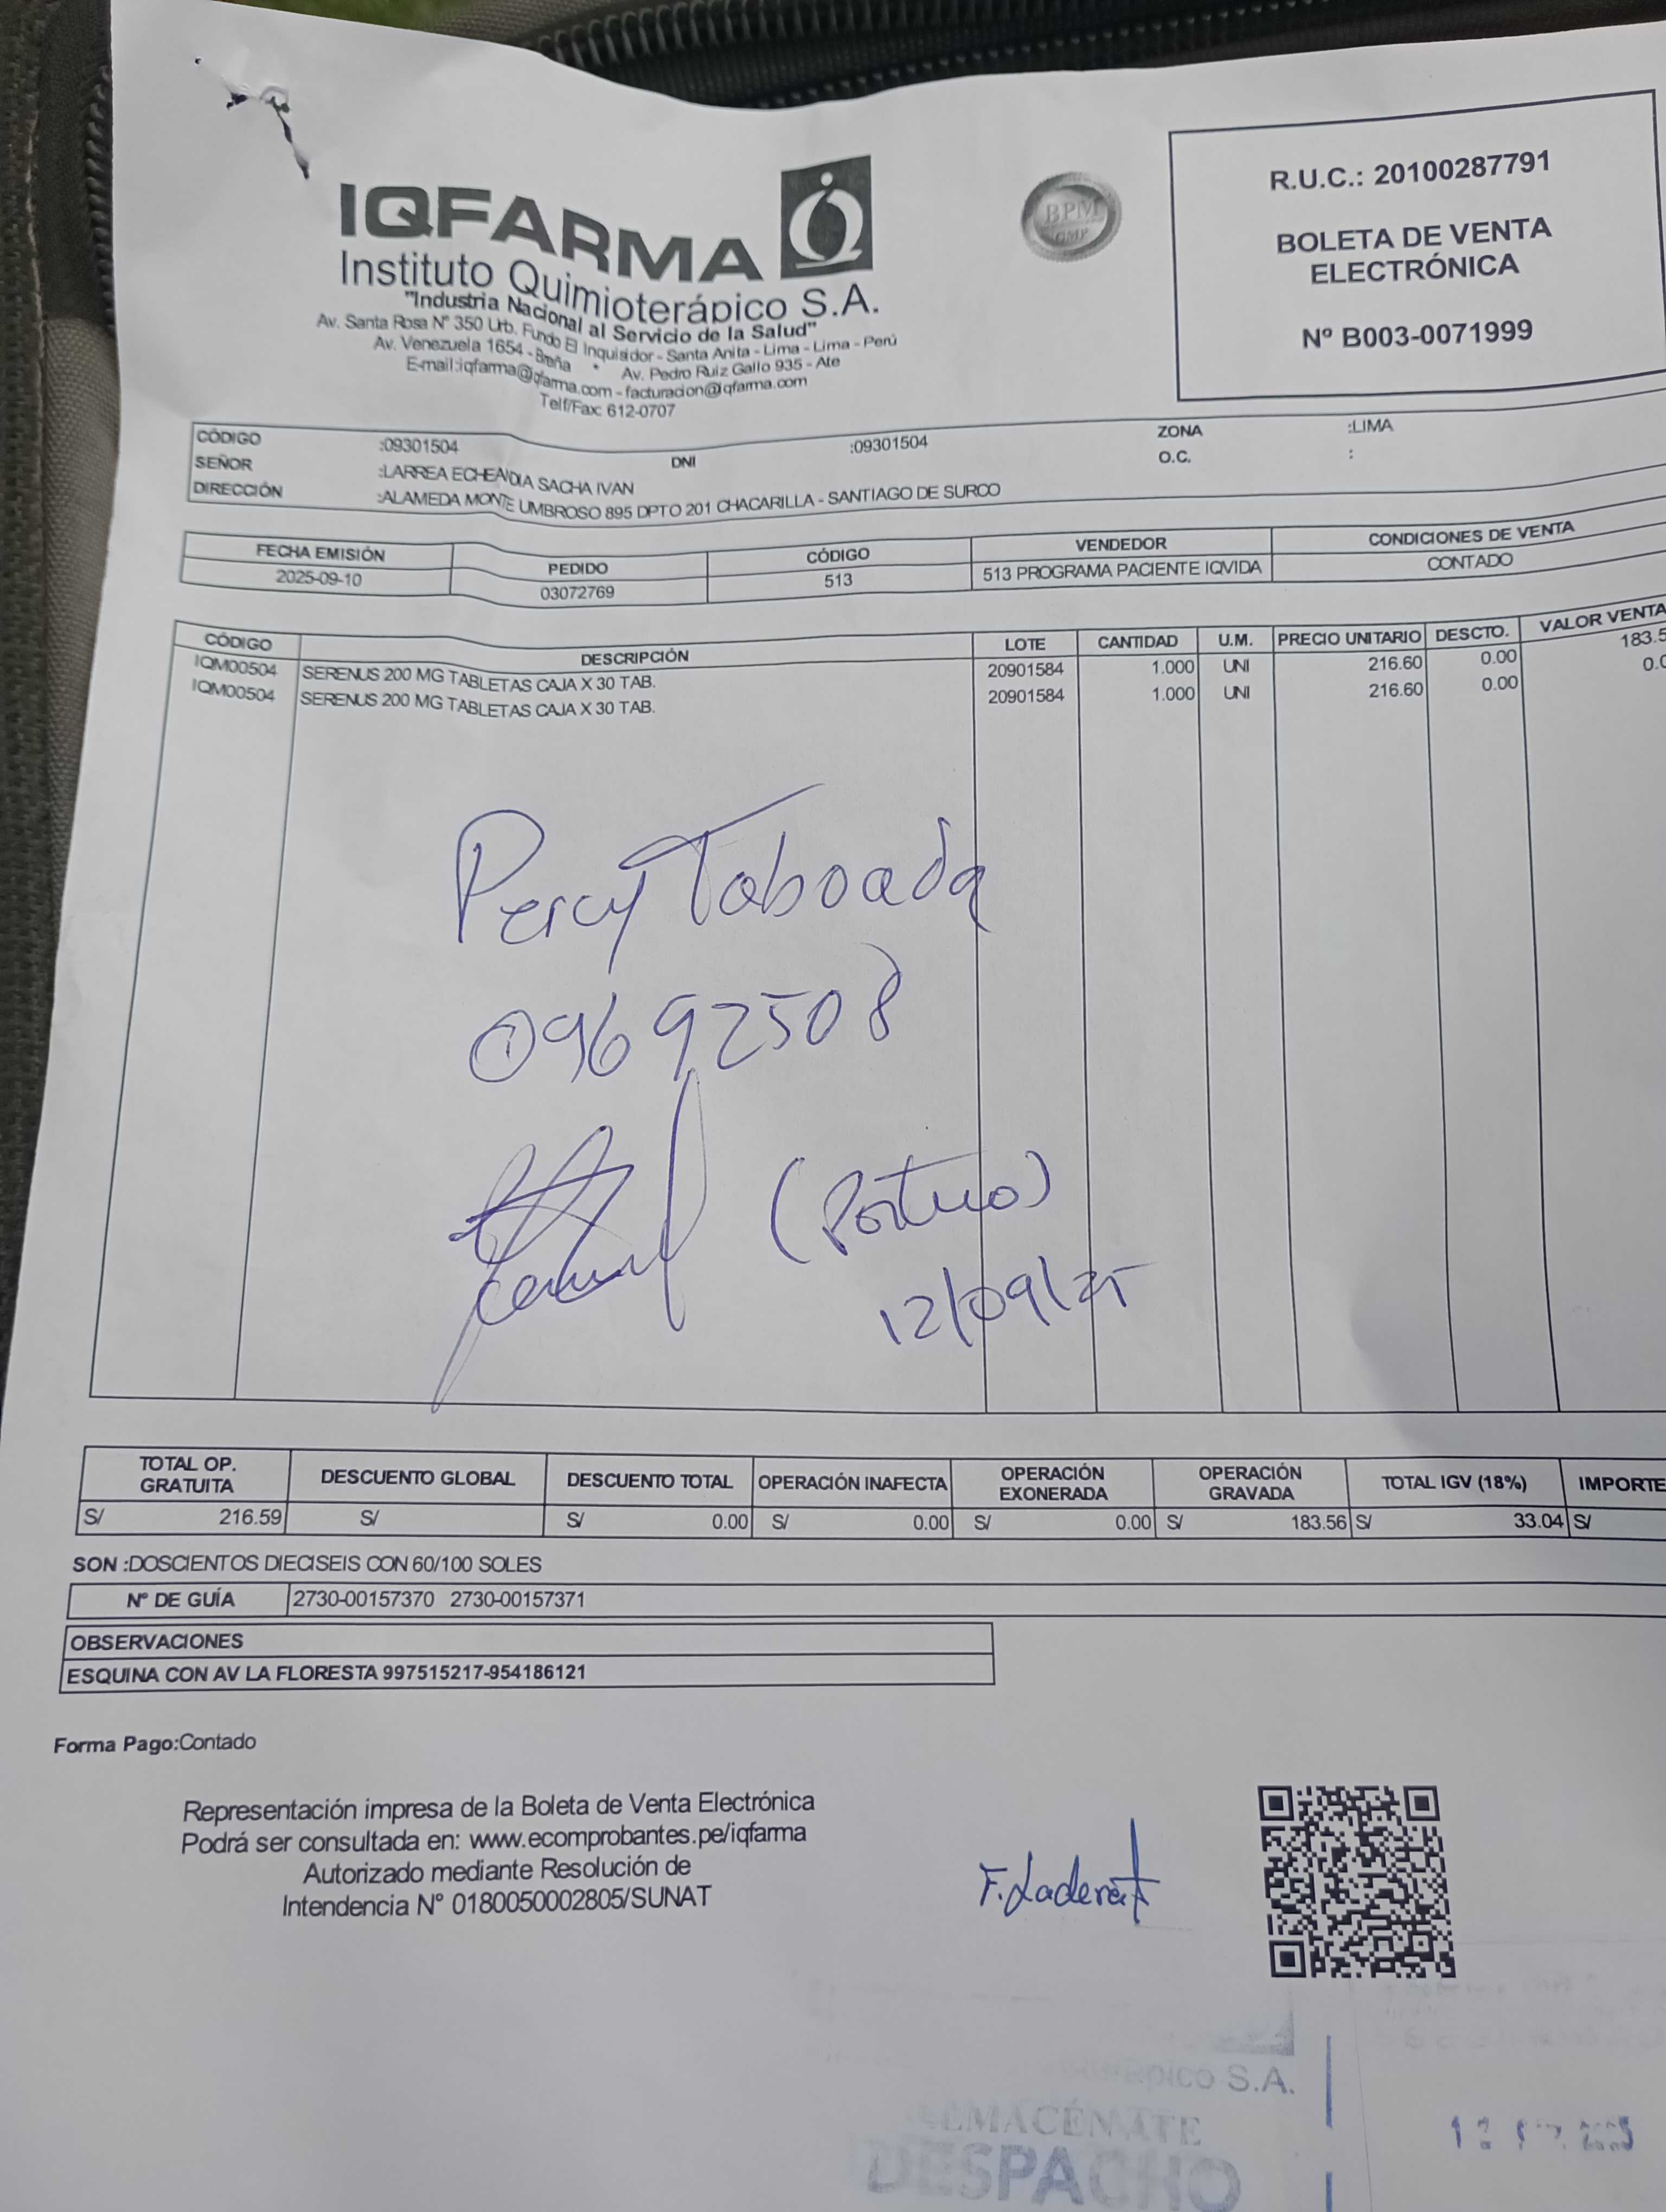 IQFARMA
Instituto Quimioterápico S.A.
"Industria Nacional al Servicio de la Salud"
Av. Santa Rosa N° 350 Urb. Fundo El Inquisidor - Santa Anita - Lima - Lima - Perú
Av. Venezuela 1654 - Breña * Av. Pedro Ruiz Gallo 935 - Ate
E-mail:iqfarma@iqfarma.com - facturacion@iqfarma.com
Telf/Fax: 612-0707
BPM
GMP
R.U.C.: 20100287791
BOLETA DE VENTA
ELECTRÓNICA
Nº B003-0071999
CÓDIGO :09301504 DNI :09301504 ZONA :LIMA
SEÑOR :LARREA ECHEANDIA SACHA IVAN O.C. :
DIRECCIÓN :ALAMEDA MONTE UMBROSO 895 DPTO 201 CHACARILLA - SANTIAGO DE SURCO
FECHA EMISIÓN PEDIDO CÓDIGO VENDEDOR CONDICIONES DE VENTA
2025-09-10 03072769 513 513 PROGRAMA PACIENTE IQVIDA CONTADO
CÓDIGO DESCRIPCIÓN LOTE CANTIDAD U.M. PRECIO UNITARIO DESCTO. VALOR VENTA
IQM00504 SERENUS 200 MG TABLETAS CAJA X 30 TAB. 20901584 1.000 UNI 216.60 0.00 183.5
IQM00504 SERENUS 200 MG TABLETAS CAJA X 30 TAB. 20901584 1.000 UNI 216.60 0.00 0.0
Percy Taboada
09692508
(Portero)
12/09/25
TOTAL OP. GRATUITA DESCUENTO GLOBAL DESCUENTO TOTAL OPERACIÓN INAFECTA OPERACIÓN EXONERADA OPERACIÓN GRAVADA TOTAL IGV (18%) IMPORTE
S/ 216.59 S/ S/ 0.00 S/ 0.00 S/ 0.00 S/ 183.56 S/ 33.04 S/
SON :DOSCIENTOS DIECISEIS CON 60/100 SOLES
Nº DE GUÍA 2730-00157370 2730-00157371
OBSERVACIONES
ESQUINA CON AV LA FLORESTA 997515217-954186121
Forma Pago:Contado
Representación impresa de la Boleta de Venta Electrónica
Podrá ser consultada en: www.ecomprobantes.pe/iqfarma
Autorizado mediante Resolución de
Intendencia N° 0180050002805/SUNAT
F. Ladera
S.A.
DESPACHO